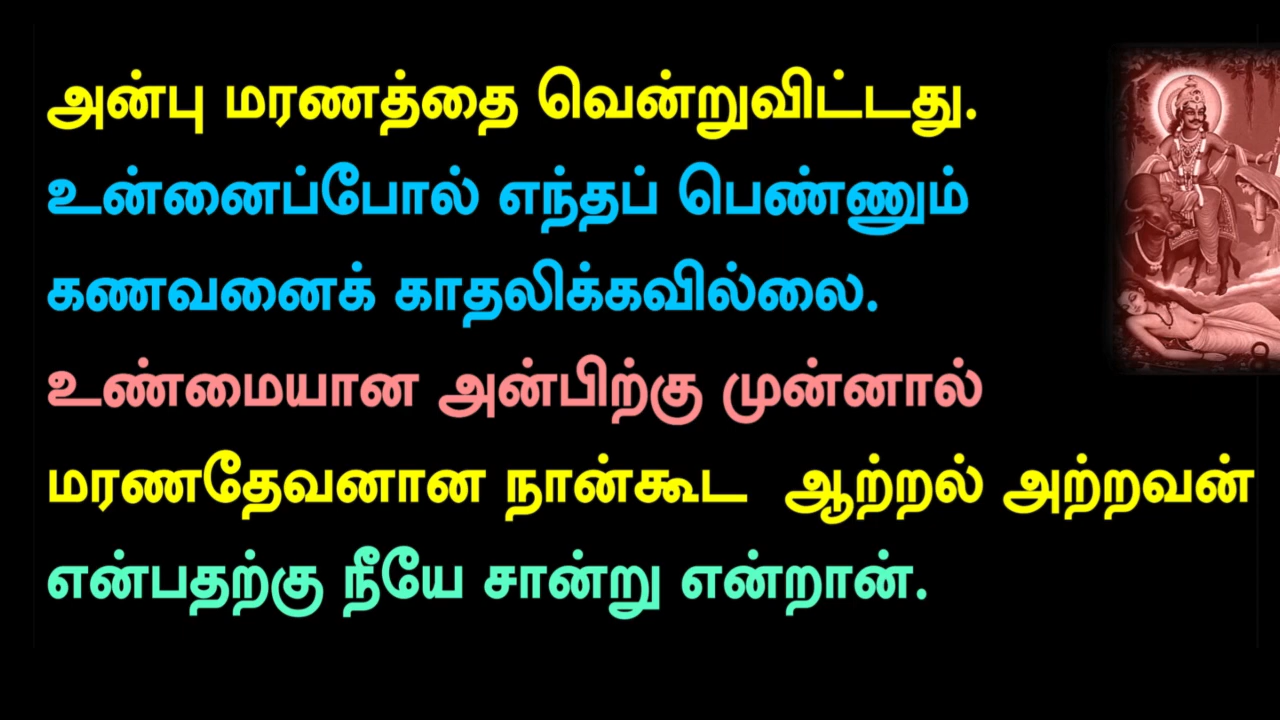 அன்பு மரணத்தை வென்றுவிட்டது.
உன்னைப்போல் எந்தப் பெண்ணும்
கணவனைக் காதலிக்கவில்லை.
உண்மையான அன்பிற்கு முன்னால்
மரணதேவனான நான்கூட ஆற்றல் அற்றவன்
என்பதற்கு நீயே சான்று என்றான்.